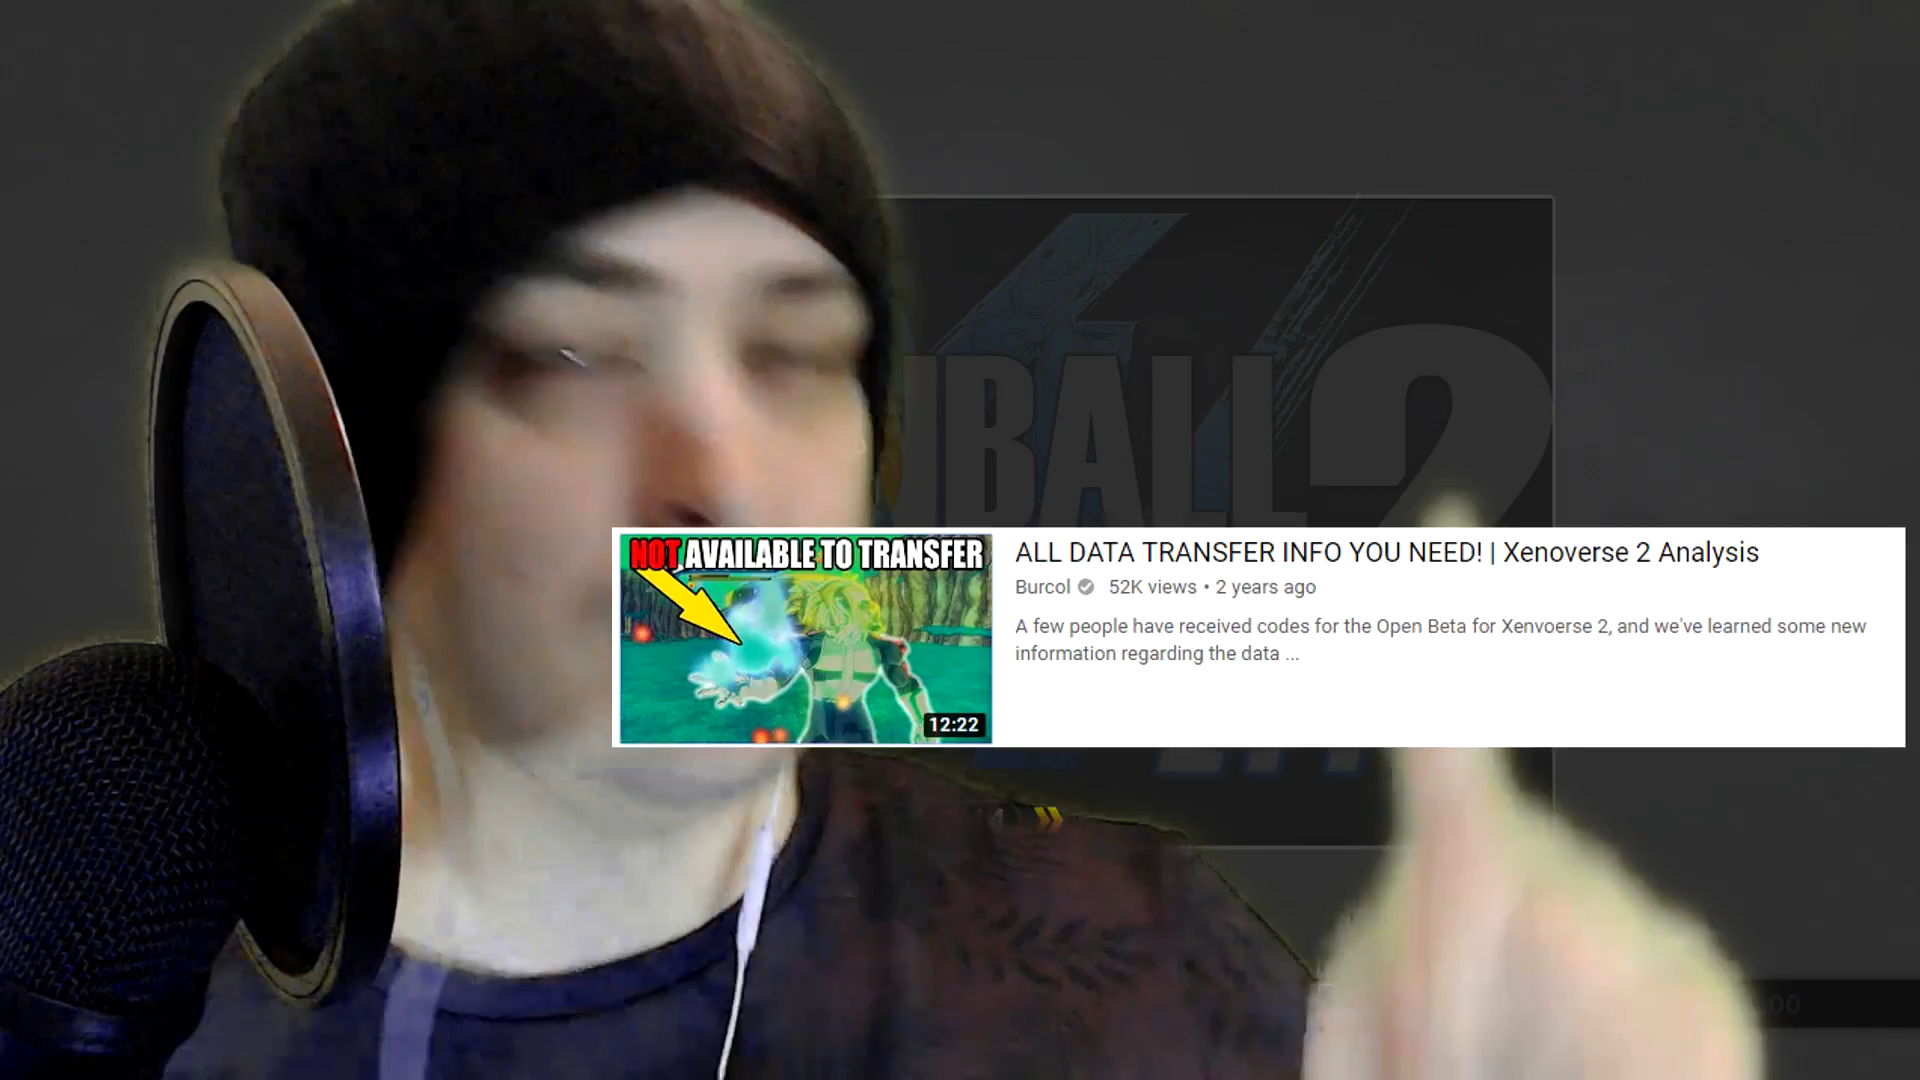 BALL 2
NOT AVAILABLE TO TRANSFER
12:22
ALL DATA TRANSFER INFO YOU NEED! | Xenoverse 2 Analysis
Burcol 52K views • 2 years ago
A few people have received codes for the Open Beta for Xenvoerse 2, and we've learned some new
information regarding the data ...